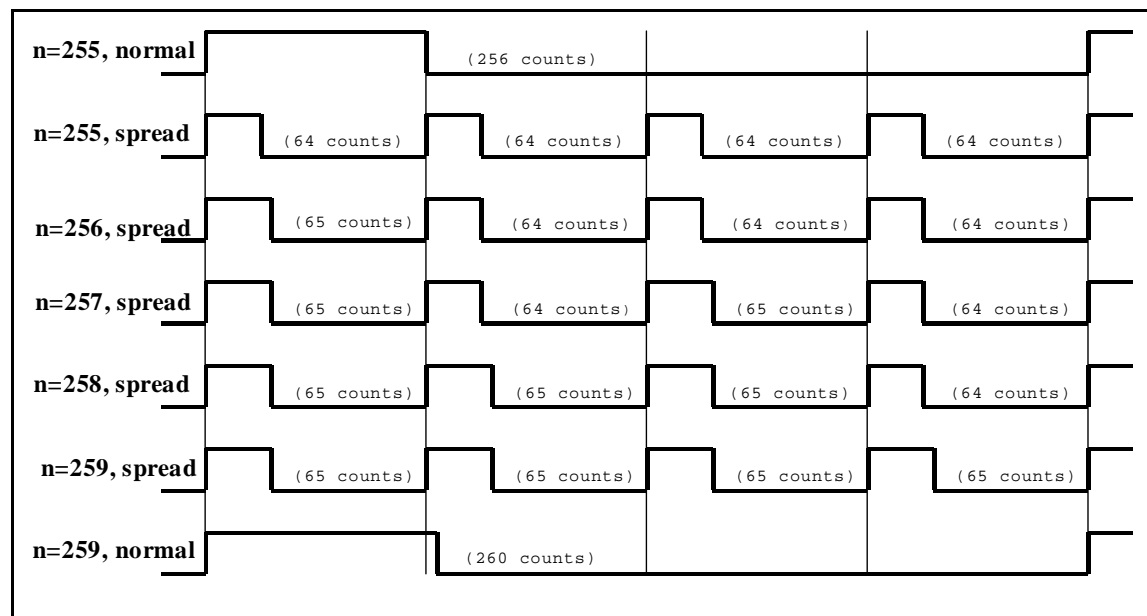 n=255, normal
(256 counts)
n=255, spread
(64 counts) (64 counts) (64 counts) (64 counts)
n=256, spread
(65 counts) (64 counts) (64 counts) (64 counts)
n=257, spread
(65 counts) (64 counts) (65 counts) (64 counts)
n=258, spread
(65 counts) (65 counts) (65 counts) (64 counts)
n=259, spread
(65 counts) (65 counts) (65 counts) (65 counts)
n=259, normal
(260 counts)